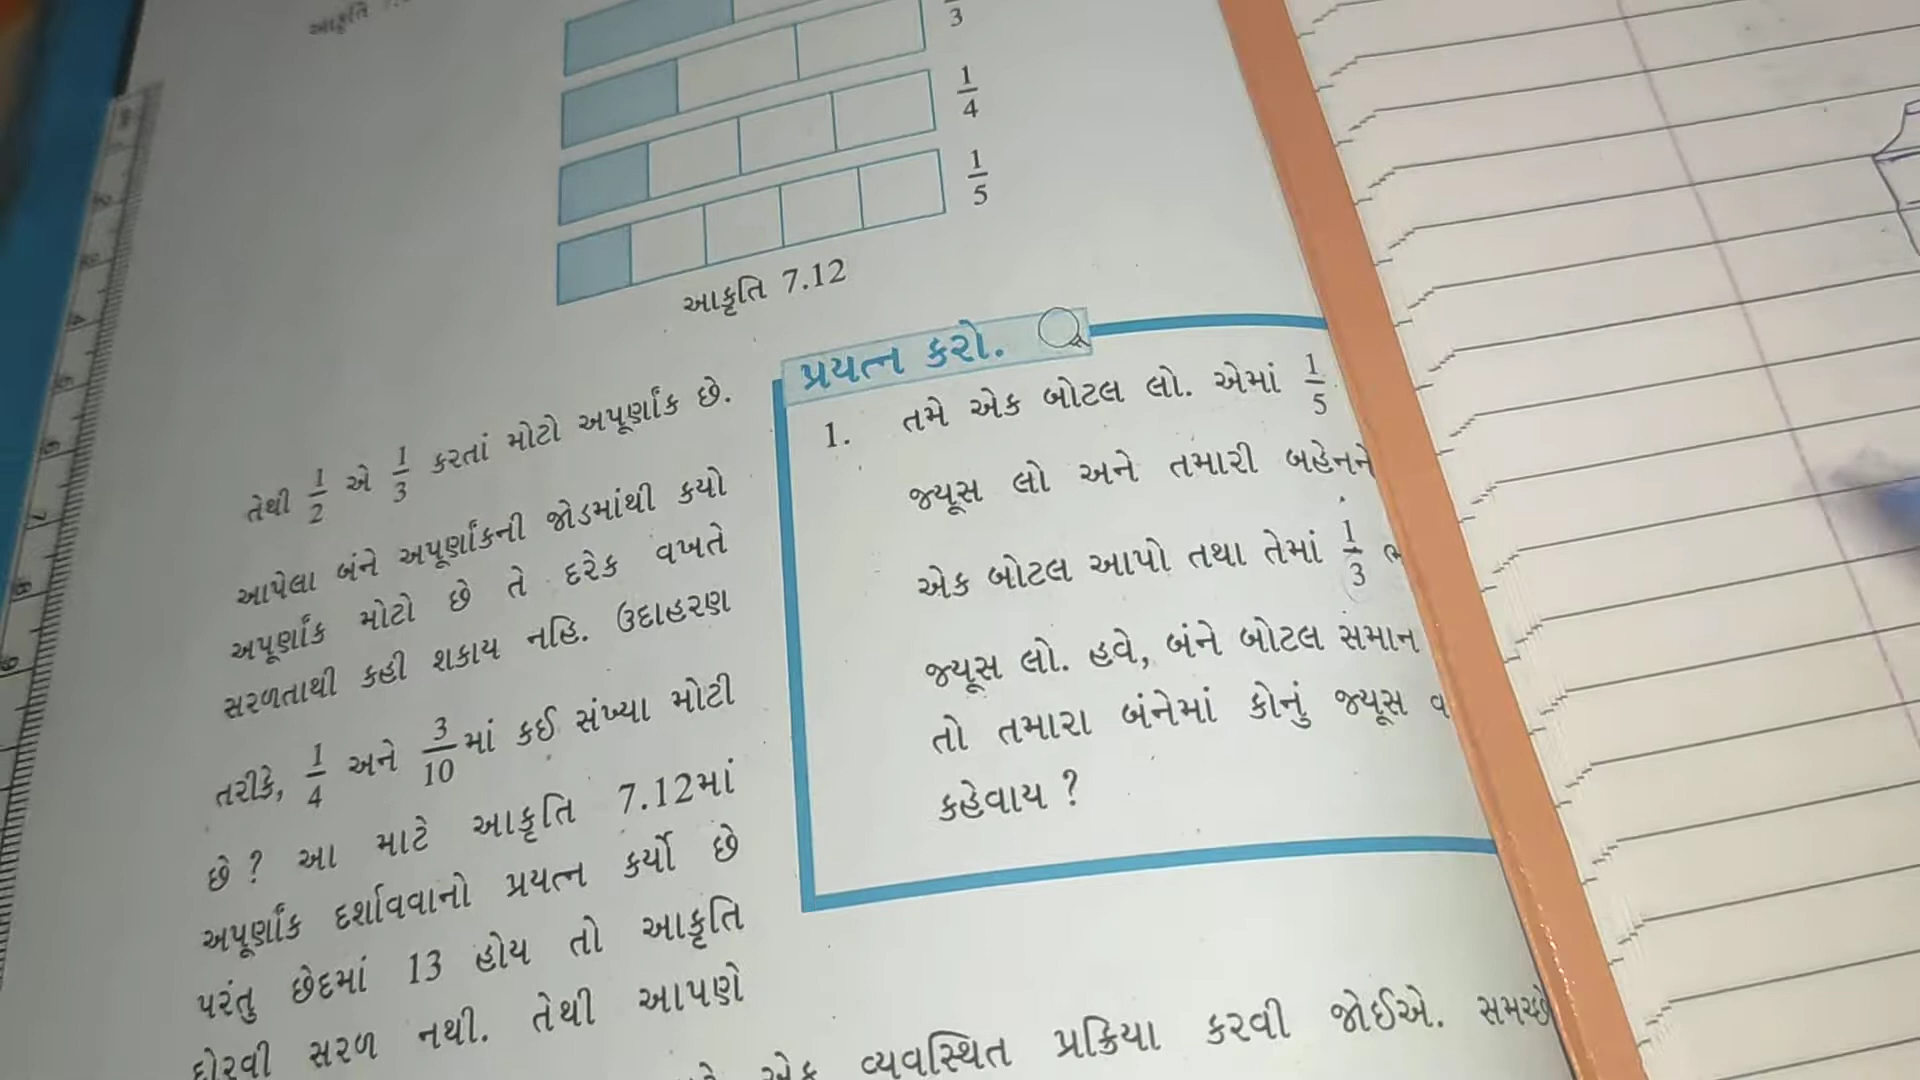 આકૃતિ
3
1
4
1
5
આકૃતિ 7.12
તેથી 1/2 એ 1/3 કરતાં મોટો અપૂર્ણાંક છે.
આપેલા બંને અપૂર્ણાંકની જોડમાંથી કયો
અપૂર્ણાંક મોટો છે તે દરેક વખતે
સરળતાથી કહી શકાય નહિ. ઉદાહરણ
તરીકે, 1/4 અને 3/10માં કઈ સંખ્યા મોટી
છે ? આ માટે આકૃતિ 7.12માં
અપૂર્ણાંક દર્શાવવાનો પ્રયત્ન કર્યો છે
પરંતુ છેદમાં 13 હોય તો આકૃતિ
દોરવી સરળ નથી. તેથી આપણે
પ્રયત્ન કરો.
1. તમે એક બોટલ લો. એમાં 1/5
જ્યૂસ લો અને તમારી બહેનને
એક બોટલ આપો તથા તેમાં 1/3
જ્યૂસ લો. હવે, બંને બોટલ સમાન
તો તમારા બંનેમાં કોનું જ્યૂસ વ
કહેવાય ?
એક વ્યવસ્થિત પ્રક્રિયા કરવી જોઈએ.